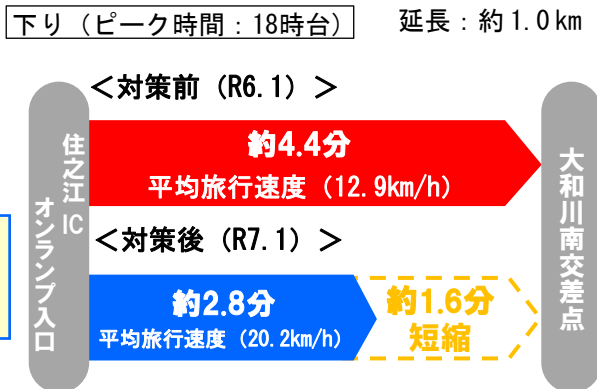 下り（ピーク時間：18時台）
延長：約1.0km
＜対策前（R6.1）＞
住之江IC
オンランプ入口
約4.4分
平均旅行速度（12.9km/h）
大和川南交差点
＜対策後（R7.1）＞
約2.8分
平均旅行速度（20.2km/h）
約1.6分
短縮